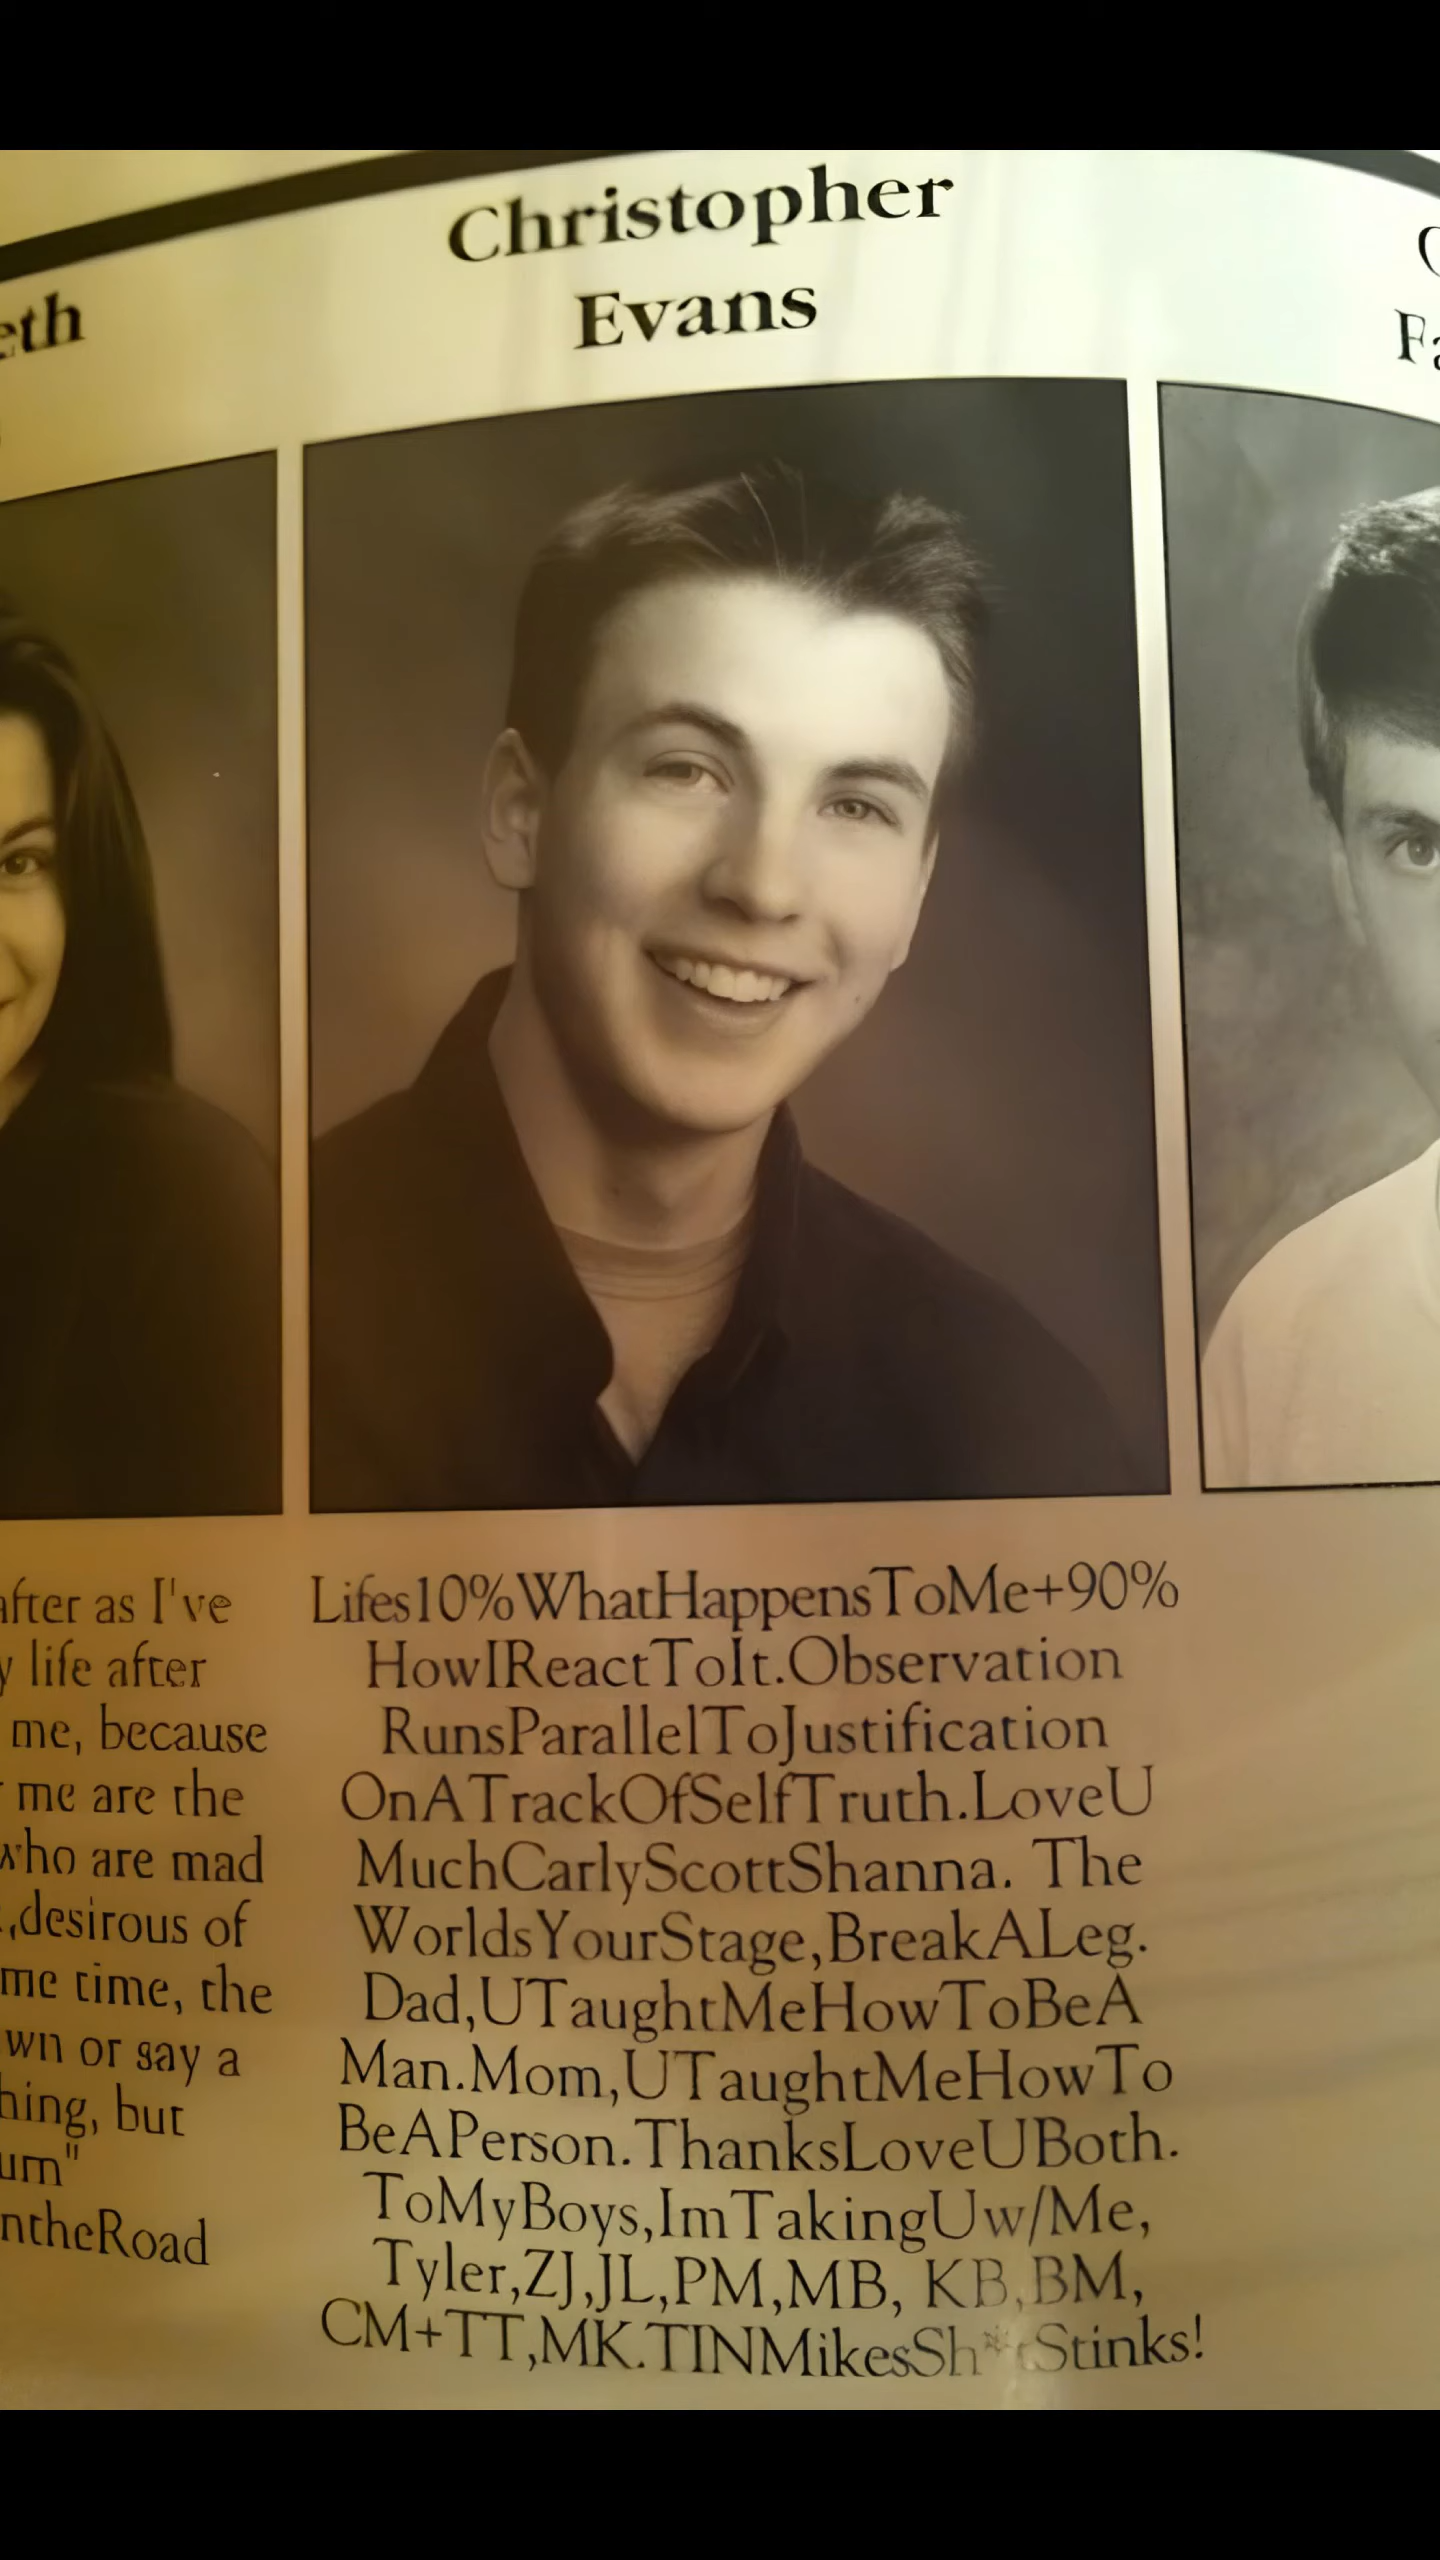 Christopher
Evans
eth
Lifes10%WhatHappensToMe+90%
HowIReactToIt.Observation
RunsParallelToJustification
OnATrackOfSelfTruth.LoveU
MuchCarlyScottShanna. The
WorldsYourStage,BreakALeg.
Dad,UTaughtMeHowToBeA
Man.Mom,UTaughtMeHowTo
BeAPerson.ThanksLoveUBoth.
ToMyBoys,ImTakingUw/Me,
Tyler,ZJ,JL,PM,MB, KB,BM,
CM+TT,MK.TINMikesSh*tStinks!
after as I've
y life after
me, because
me are the
who are mad
,desirous of
me time, the
wn or say a
hing, but
um"
ntheRoad